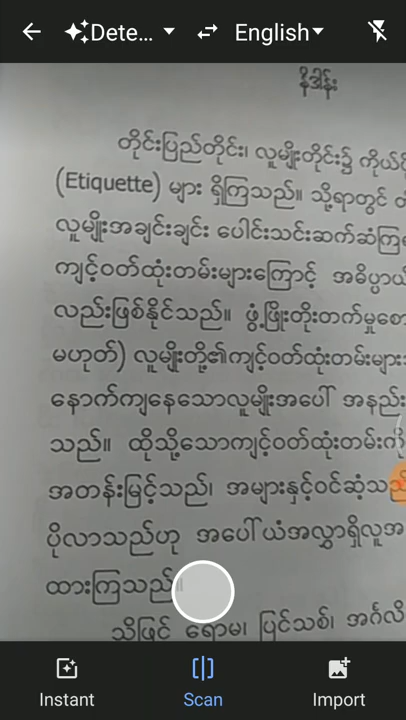 Dete... English
နိဒါန်း
တိုင်းပြည်တိုင်း၊ လူမျိုးတိုင်း၌
(Etiquette) များ ရှိကြသည်။ သို့ရာတွင်
လူမျိုးအချင်းချင်း ပေါင်းသင်းဆက်ဆံကြ
ကျင့်ဝတ်ထုံးတမ်းများကြောင့် အဓိပ္ပာယ်
လည်းဖြစ်နိုင်သည်။ ဖွံ့ဖြိုးတိုးတက်မှု
မဟုတ်) လူမျိုးတို့၏ကျင့်ဝတ်ထုံးတမ်းများ
နောက်ကျနေသောလူမျိုးအပေါ် အနည်း
သည်။ ထိုသို့သောကျင့်ဝတ်ထုံးတမ်းကို
အတန်းမြင့်သည်၊ အများနှင့်ဝင်ဆံ့သည်
ပိုလာသည်ဟု အပေါ်ယံအလွှာရှိလူအ
ထားကြသည်။
သို့ဖြင့် ရောမ၊ ပြင်သစ်၊ အင်္ဂလိ
Instant Scan Import